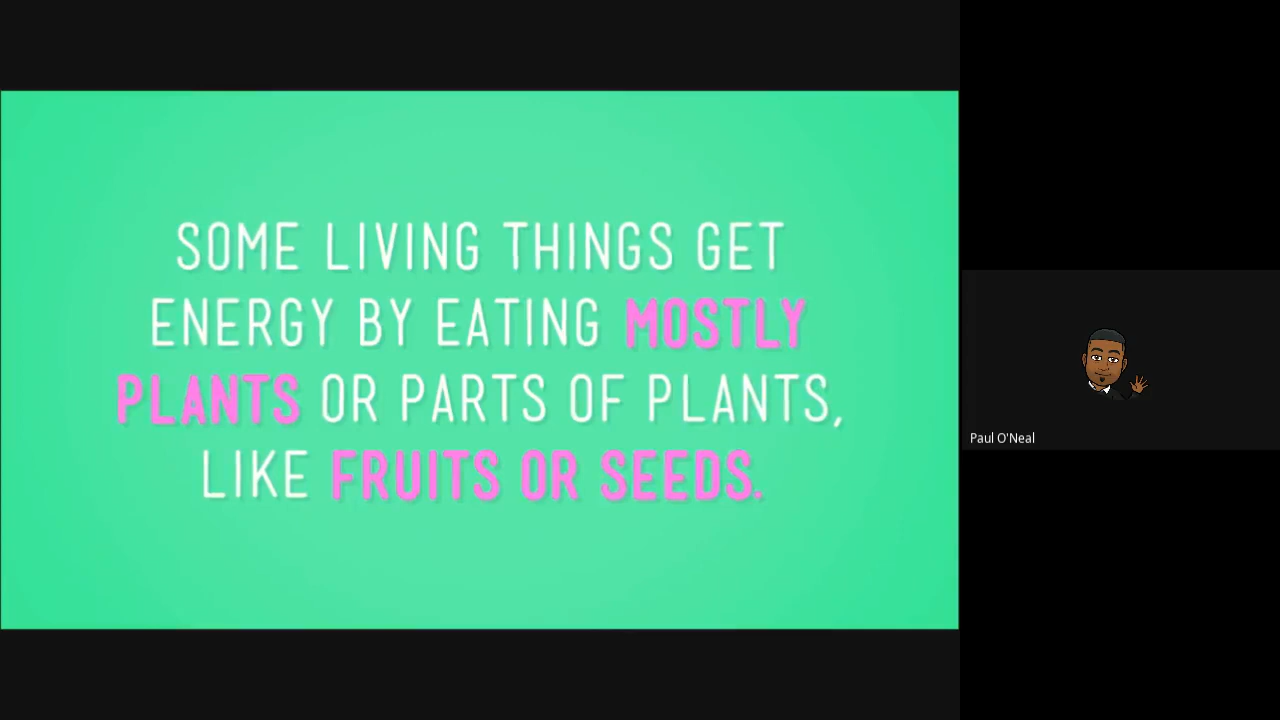 SOME LIVING THINGS GET
ENERGY BY EATING MOSTLY
PLANTS OR PARTS OF PLANTS,
LIKE FRUITS OR SEEDS.
Paul O'Neal